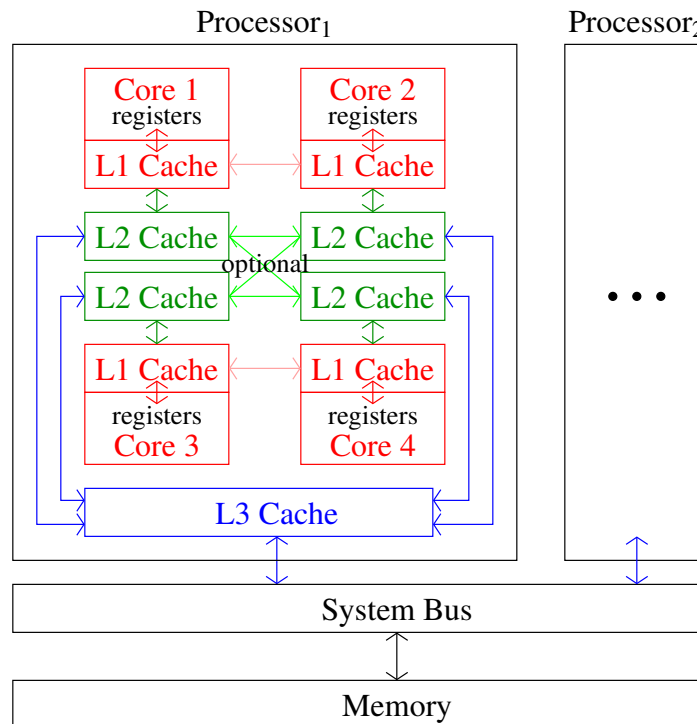 Processor₁ Processor₂
Core 1 Core 2
registers registers
L1 Cache L1 Cache
L2 Cache L2 Cache
optional
L2 Cache L2 Cache
L1 Cache L1 Cache
registers registers
Core 3 Core 4
L3 Cache
System Bus
Memory